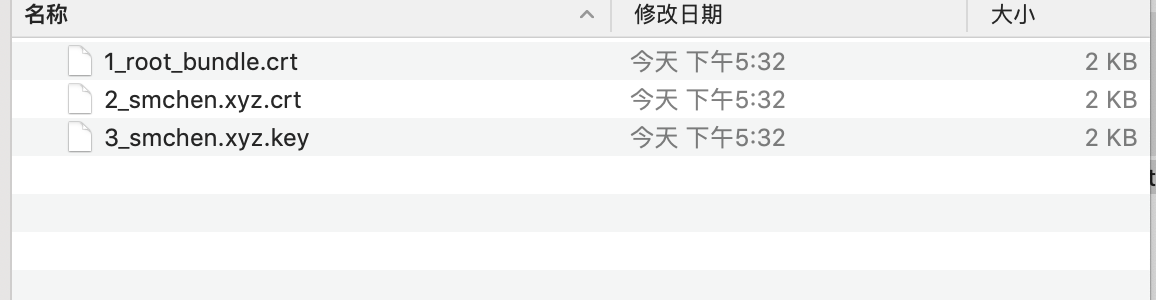 名称 修改日期 大小
1_root_bundle.crt 今天 下午5:32 2 KB
2_smchen.xyz.crt 今天 下午5:32 2 KB
3_smchen.xyz.key 今天 下午5:32 2 KB